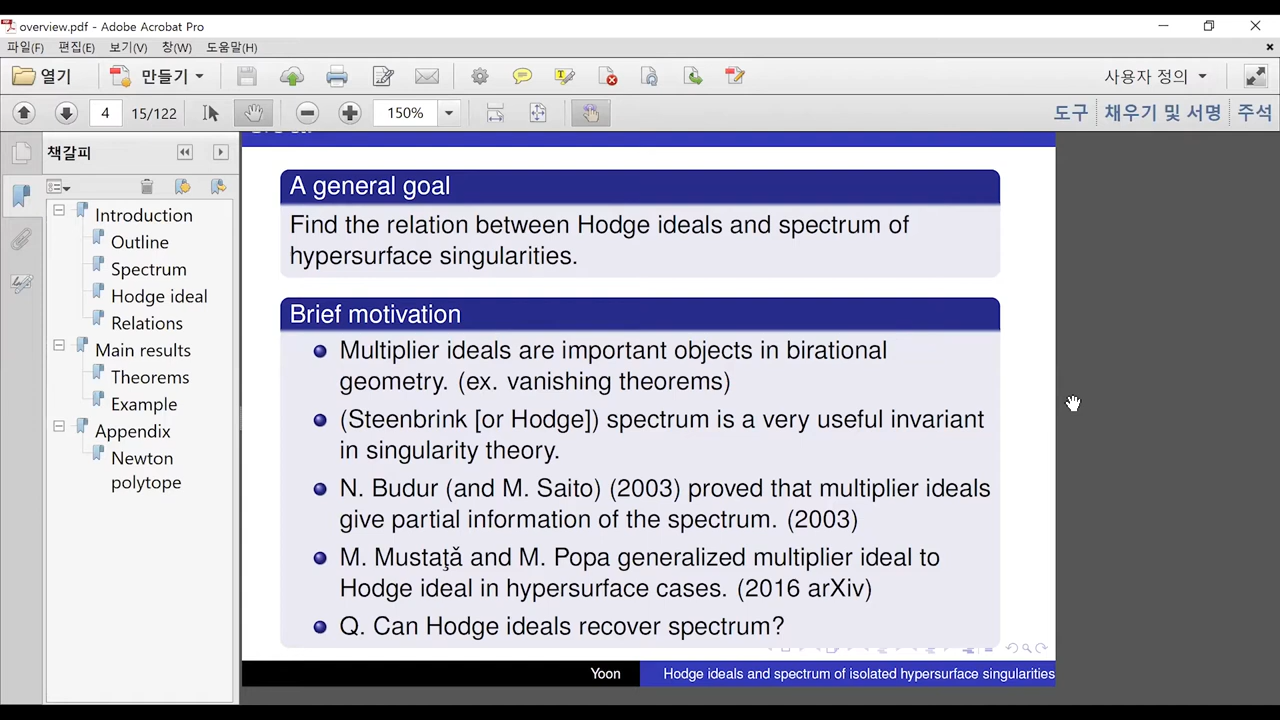 overview.pdf - Adobe Acrobat Pro
파일(F) 편집(E) 보기(V) 창(W) 도움말(H)
열기 만들기 사용자 정의
4 15/122 150% 도구 채우기 및 서명 주석
책갈피
Introduction
Outline
Spectrum
Hodge ideal
Relations
Main results
Theorems
Example
Appendix
Newton
polytope
A general goal
Find the relation between Hodge ideals and spectrum of
hypersurface singularities.
Brief motivation
Multiplier ideals are important objects in birational
geometry. (ex. vanishing theorems)
(Steenbrink [or Hodge]) spectrum is a very useful invariant
in singularity theory.
N. Budur (and M. Saito) (2003) proved that multiplier ideals
give partial information of the spectrum. (2003)
M. Mustaţǎ and M. Popa generalized multiplier ideal to
Hodge ideal in hypersurface cases. (2016 arXiv)
Q. Can Hodge ideals recover spectrum?
Yoon Hodge ideals and spectrum of isolated hypersurface singularities